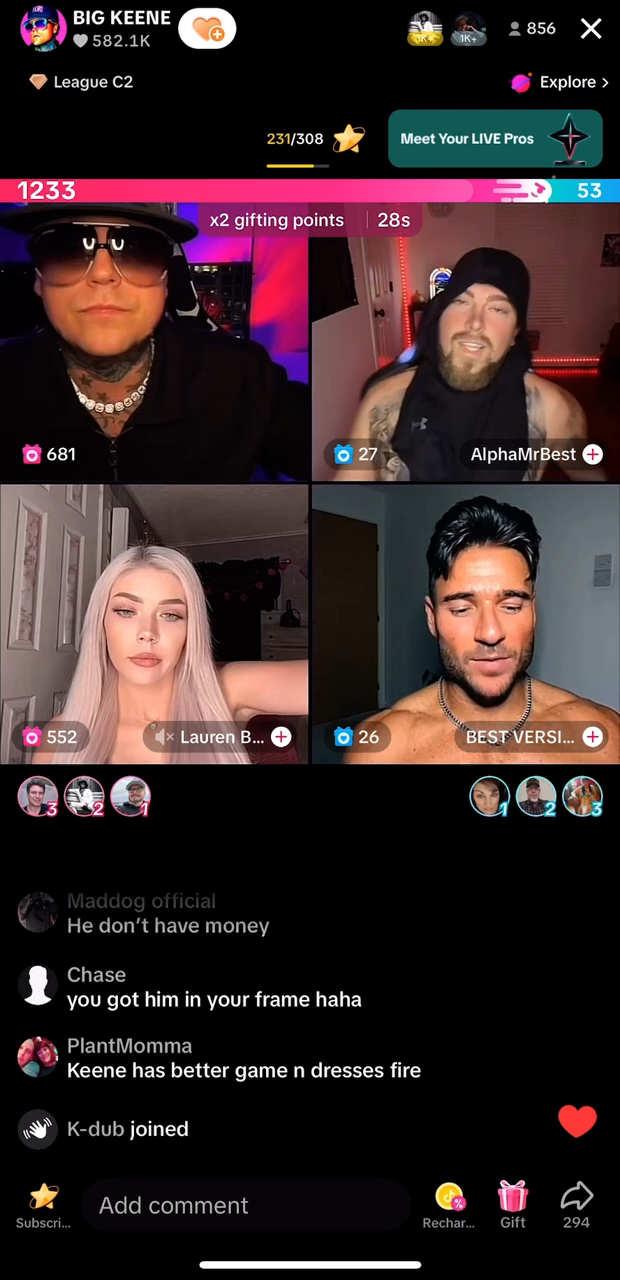 BIG KEENE
582.1K
1K+
1K+
856
League C2
Explore
231/308
Meet Your LIVE Pros
1233
53
x2 gifting points
28s
681
27
AlphaMrBest
552
Lauren B...
26
BEST VERSI...
3
2
1
1
2
3
Maddog official
He don’t have money
Chase
you got him in your frame haha
PlantMomma
Keene has better game n dresses fire
K-dub joined
Subscri...
Add comment
Rechar...
Gift
294